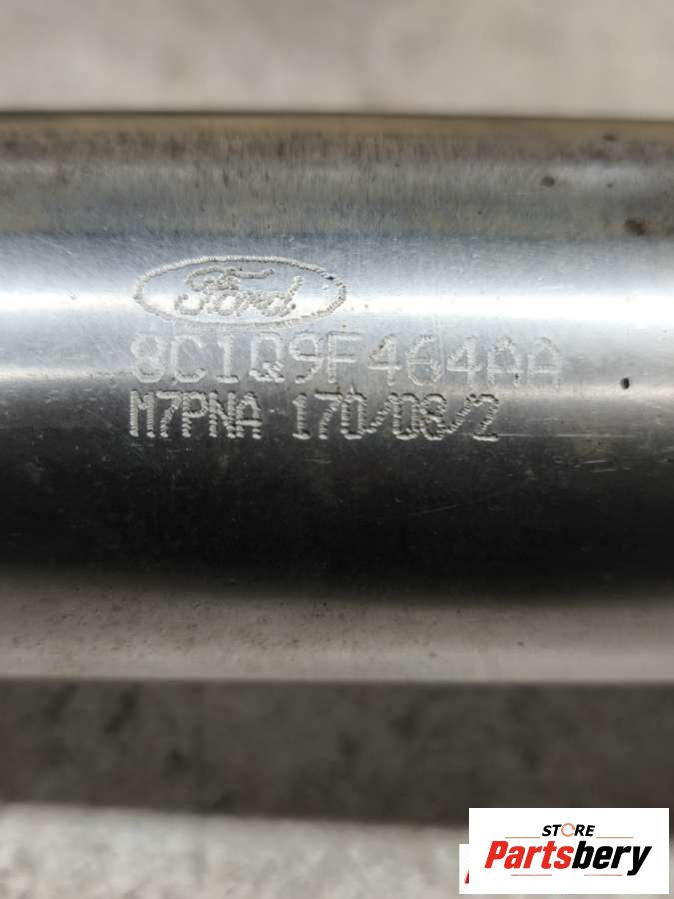 Ford
8C1Q9F464AA
M7PNA 170/08/2
STORE
Partsbery